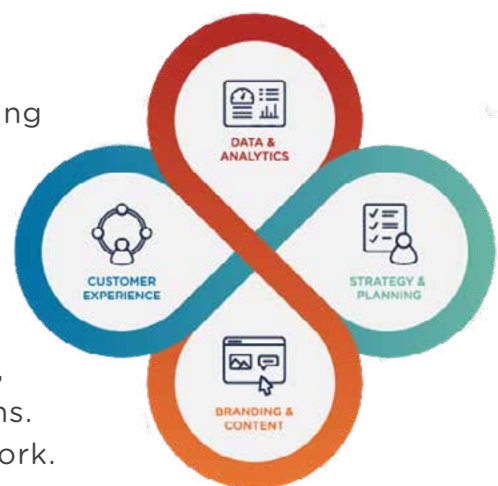 ng
DATA &
ANALYTICS
CUSTOMER
EXPERIENCE
STRATEGY &
PLANNING
BRANDING &
CONTENT
,
ns.
ork.